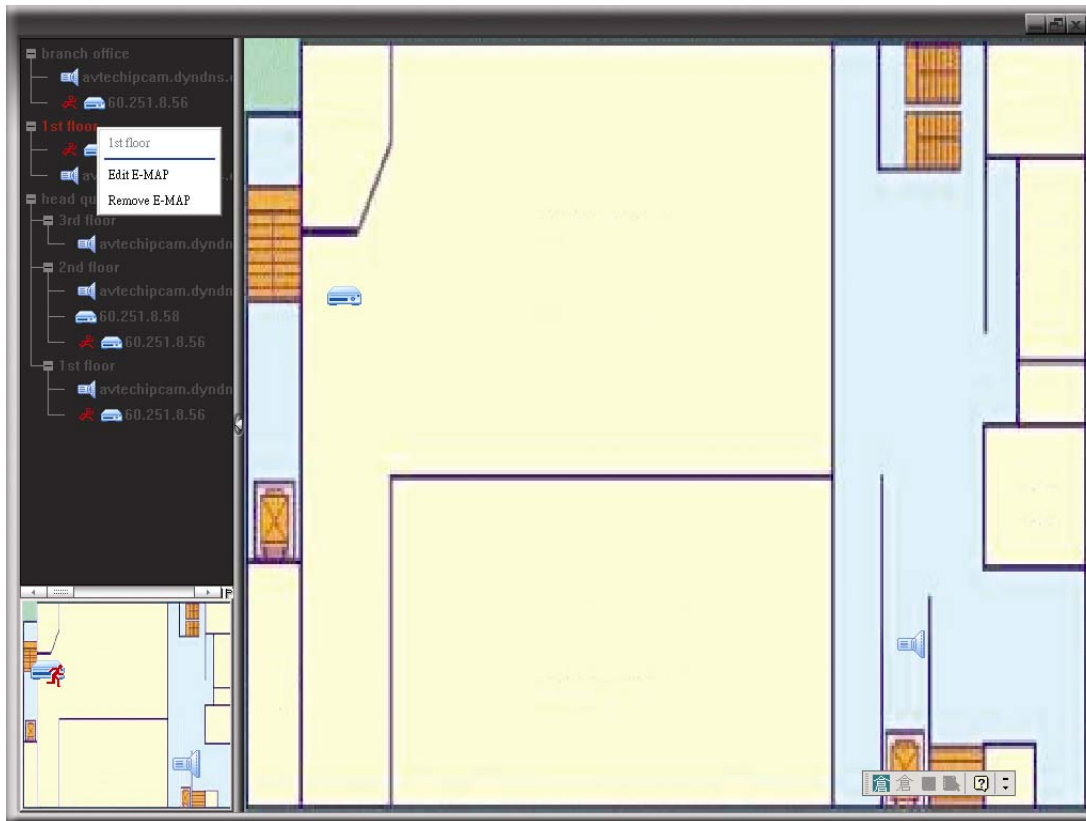 branch office
avtechipcam.dyndns.
60.251.8.56
1st floor
1st floor
Edit E-MAP
Remove E-MAP
head qu
3rd floor
avtechipcam.dyndn
2nd floor
avtechipcam.dyndn
60.251.8.58
60.251.8.56
1st floor
avtechipcam.dyndn
60.251.8.56
倉 倉